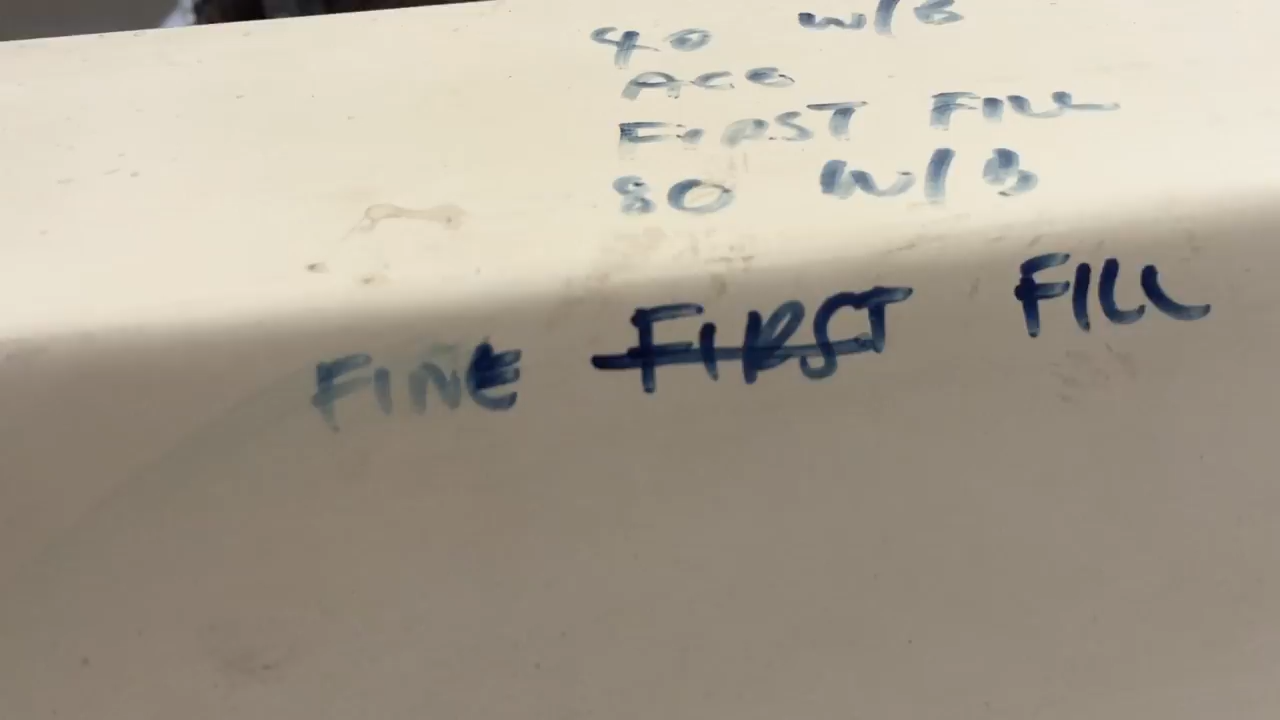 40 w/B
ACC
FIRST FILL
80 W/B
FINE FIRST FILL